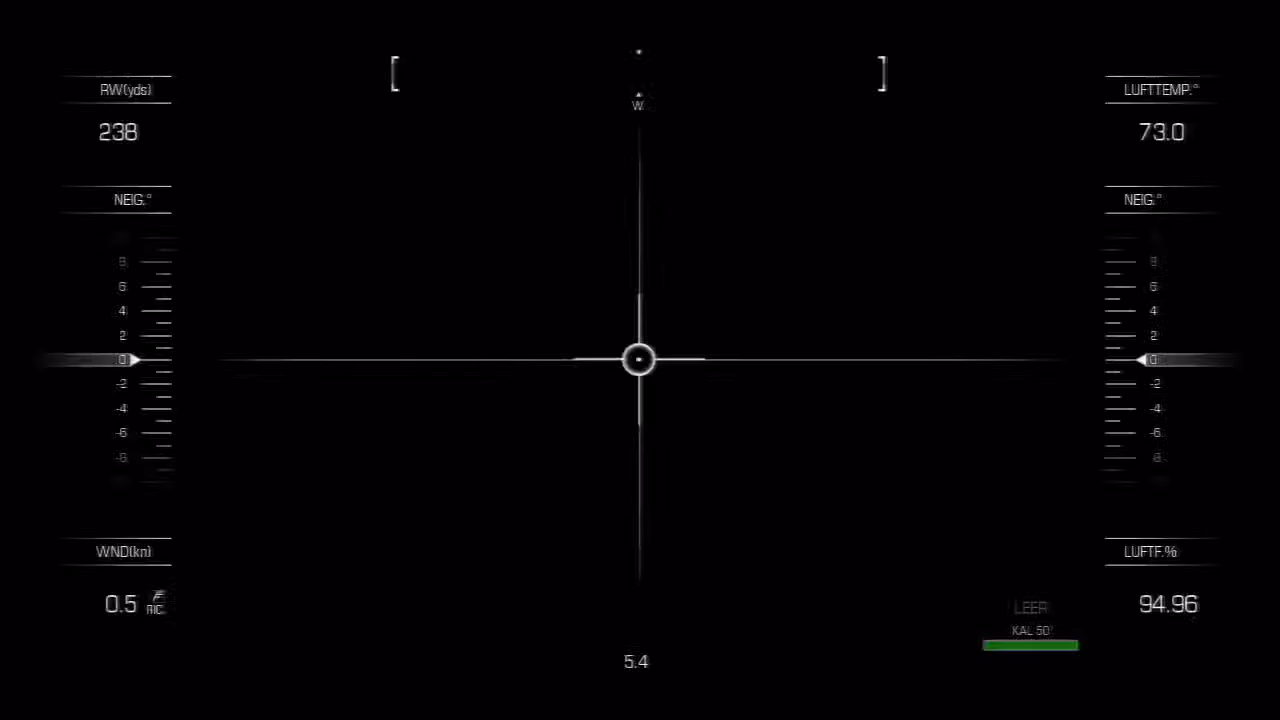 RW(yds)
238
NEIG.°
8
6
4
2
0
-2
-4
-6
-8
WND(kn)
0.5
RIC.
W
LUFTTEMP.°
73.0
NEIG.°
8
6
4
2
0
-2
-4
-6
-8
LUFTF.%
94.96
LEER
KAL 50
5.4